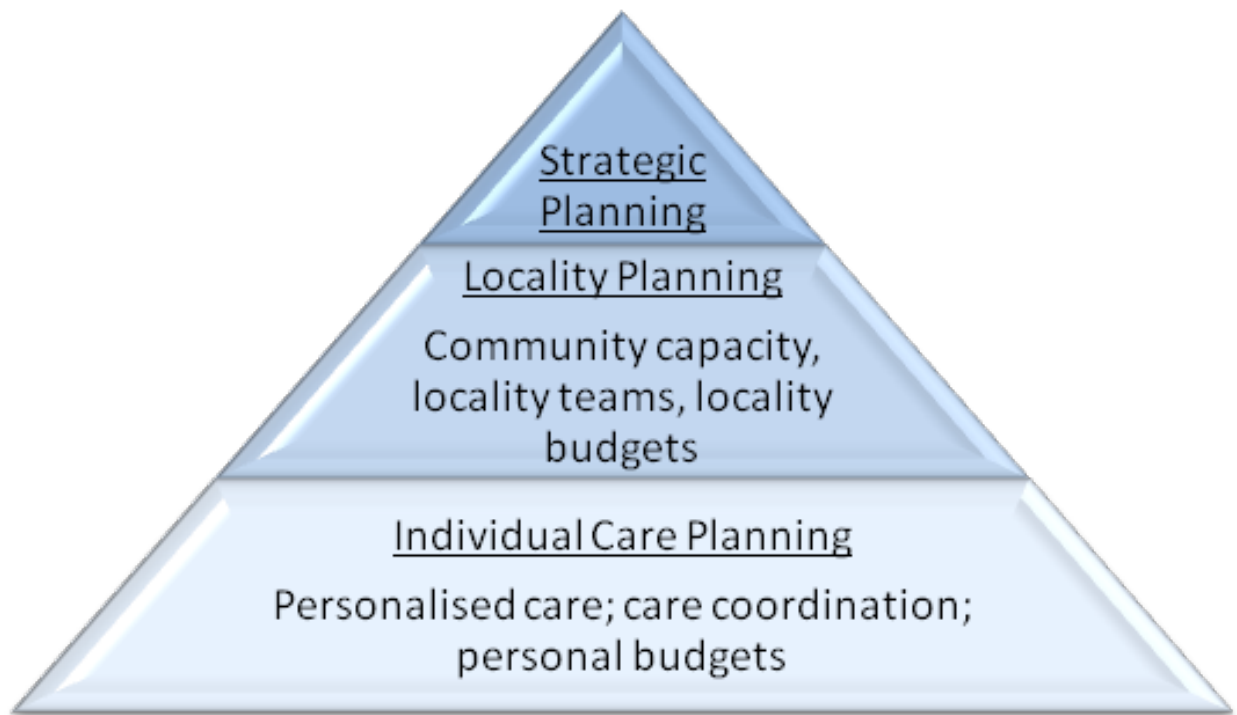 Strategic
Planning
Locality Planning
Community capacity,
locality teams, locality
budgets
Individual Care Planning
Personalised care; care coordination;
personal budgets